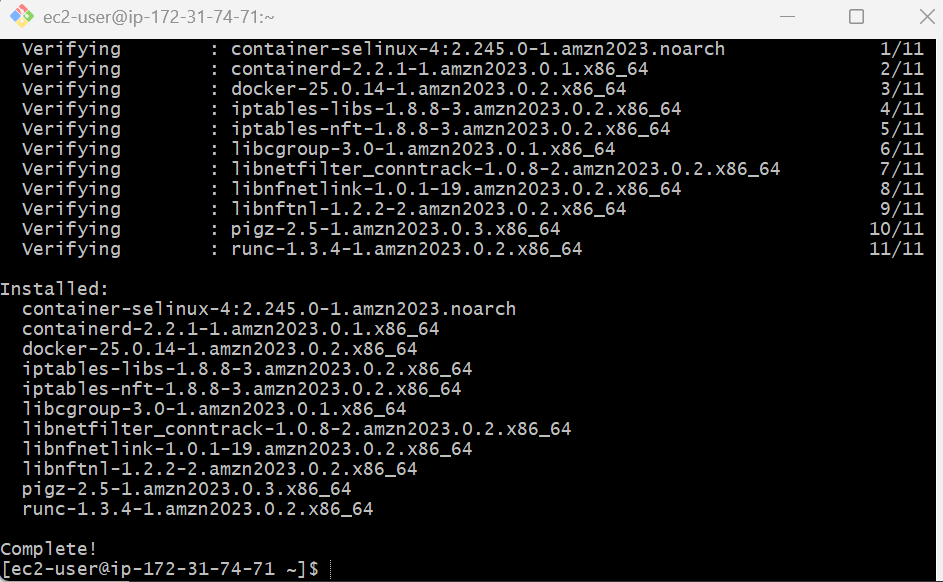 ec2-user@ip-172-31-74-71:~
Verifying : container-selinux-4:2.245.0-1.amzn2023.noarch 1/11
Verifying : containerd-2.2.1-1.amzn2023.0.1.x86_64 2/11
Verifying : docker-25.0.14-1.amzn2023.0.2.x86_64 3/11
Verifying : iptables-libs-1.8.8-3.amzn2023.0.2.x86_64 4/11
Verifying : iptables-nft-1.8.8-3.amzn2023.0.2.x86_64 5/11
Verifying : libcgroup-3.0-1.amzn2023.0.1.x86_64 6/11
Verifying : libnetfilter_conntrack-1.0.8-2.amzn2023.0.2.x86_64 7/11
Verifying : libnfnetlink-1.0.1-19.amzn2023.0.2.x86_64 8/11
Verifying : libnftnl-1.2.2-2.amzn2023.0.2.x86_64 9/11
Verifying : pigz-2.5-1.amzn2023.0.3.x86_64 10/11
Verifying : runc-1.3.4-1.amzn2023.0.2.x86_64 11/11
Installed:
container-selinux-4:2.245.0-1.amzn2023.noarch
containerd-2.2.1-1.amzn2023.0.1.x86_64
docker-25.0.14-1.amzn2023.0.2.x86_64
iptables-libs-1.8.8-3.amzn2023.0.2.x86_64
iptables-nft-1.8.8-3.amzn2023.0.2.x86_64
libcgroup-3.0-1.amzn2023.0.1.x86_64
libnetfilter_conntrack-1.0.8-2.amzn2023.0.2.x86_64
libnfnetlink-1.0.1-19.amzn2023.0.2.x86_64
libnftnl-1.2.2-2.amzn2023.0.2.x86_64
pigz-2.5-1.amzn2023.0.3.x86_64
runc-1.3.4-1.amzn2023.0.2.x86_64
Complete!
[ec2-user@ip-172-31-74-71 ~]$